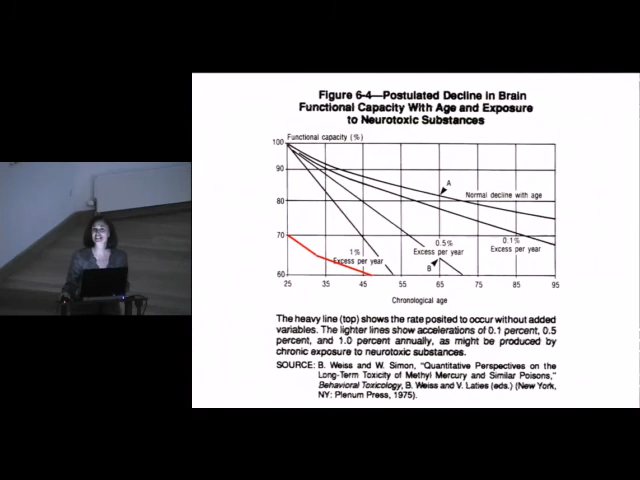 Figure 6-4—Postulated Decline in Brain
Functional Capacity With Age and Exposure
to Neurotoxic Substances
Functional capacity (%)
100
90
80
70
60
A
Normal decline with age
0.1%
Excess per year
0.5%
Excess per year
B
1%
Excess per year
25 35 45 55 65 75 85 95
Chronological age
The heavy line (top) shows the rate posited to occur without added
variables. The lighter lines show accelerations of 0.1 percent, 0.5
percent, and 1.0 percent annually, as might be produced by
chronic exposure to neurotoxic substances.
SOURCE: B. Weiss and W. Simon, "Quantitative Perspectives on the
Long-Term Toxicity of Methyl Mercury and Similar Poisons,"
Behavioral Toxicology, B. Weiss and V. Laties (eds.) (New York,
NY: Plenum Press, 1975).